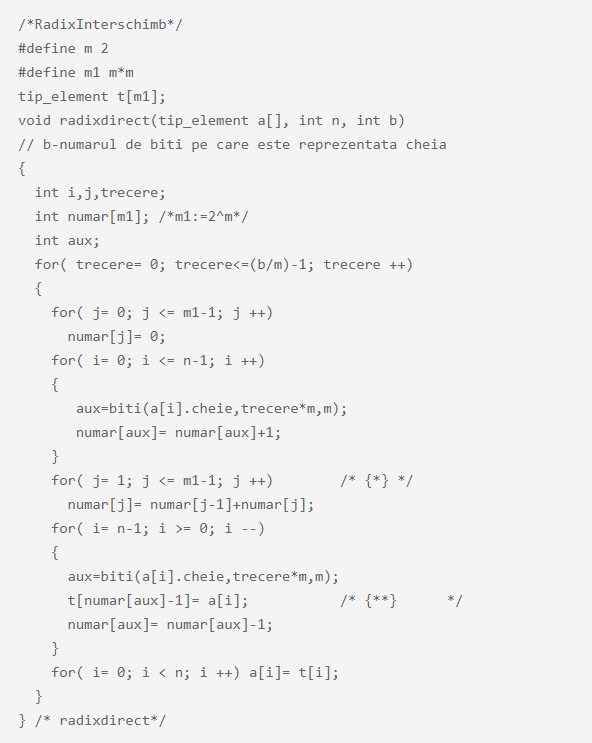 /*RadixInterschimb*/
#define m 2
#define m1 m*m
tip_element t[m1];
void radixdirect(tip_element a[], int n, int b)
// b-numarul de biti pe care este reprezentata cheia
{
  int i,j,trecere;
  int numar[m1]; /*m1:=2^m*/
  int aux;
  for( trecere= 0; trecere<=(b/m)-1; trecere ++)
  {
    for( j= 0; j <= m1-1; j ++)
      numar[j]= 0;
    for( i= 0; i <= n-1; i ++)
    {
       aux=biti(a[i].cheie,trecere*m,m);
       numar[aux]= numar[aux]+1;
    }
    for( j= 1; j <= m1-1; j ++)        /* {*} */
      numar[j]= numar[j-1]+numar[j];
    for( i= n-1; i >= 0; i --)
    {
      aux=biti(a[i].cheie,trecere*m,m);
      t[numar[aux]-1]= a[i];           /* {**}      */
      numar[aux]= numar[aux]-1;
    }
    for( i= 0; i < n; i ++) a[i]= t[i];
  }
} /* radixdirect*/